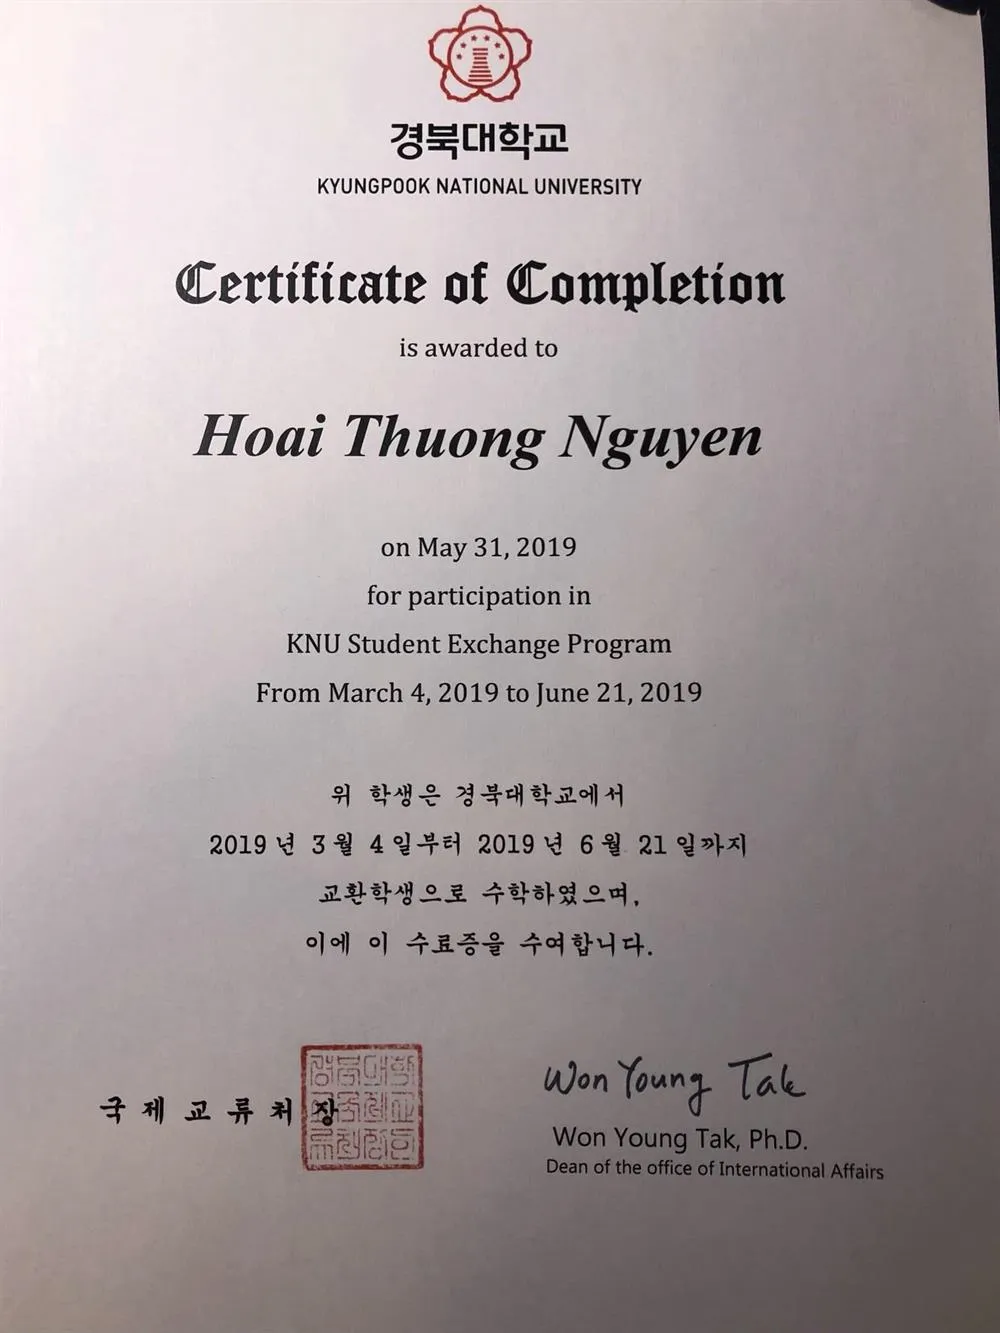 경북대학교
KYUNGPOOK NATIONAL UNIVERSITY
Certificate of Completion
is awarded to
Hoai Thuong Nguyen
on May 31, 2019
for participation in
KNU Student Exchange Program
From March 4, 2019 to June 21, 2019
위 학생은 경북대학교에서
2019 년 3 월 4 일부터 2019 년 6 월 21 일까지
교환학생으로 수학하였으며,
이에 이 수료증을 수여합니다.
국 제 교 류 처 장
Won Young Tak
Won Young Tak, Ph.D.
Dean of the office of International Affairs